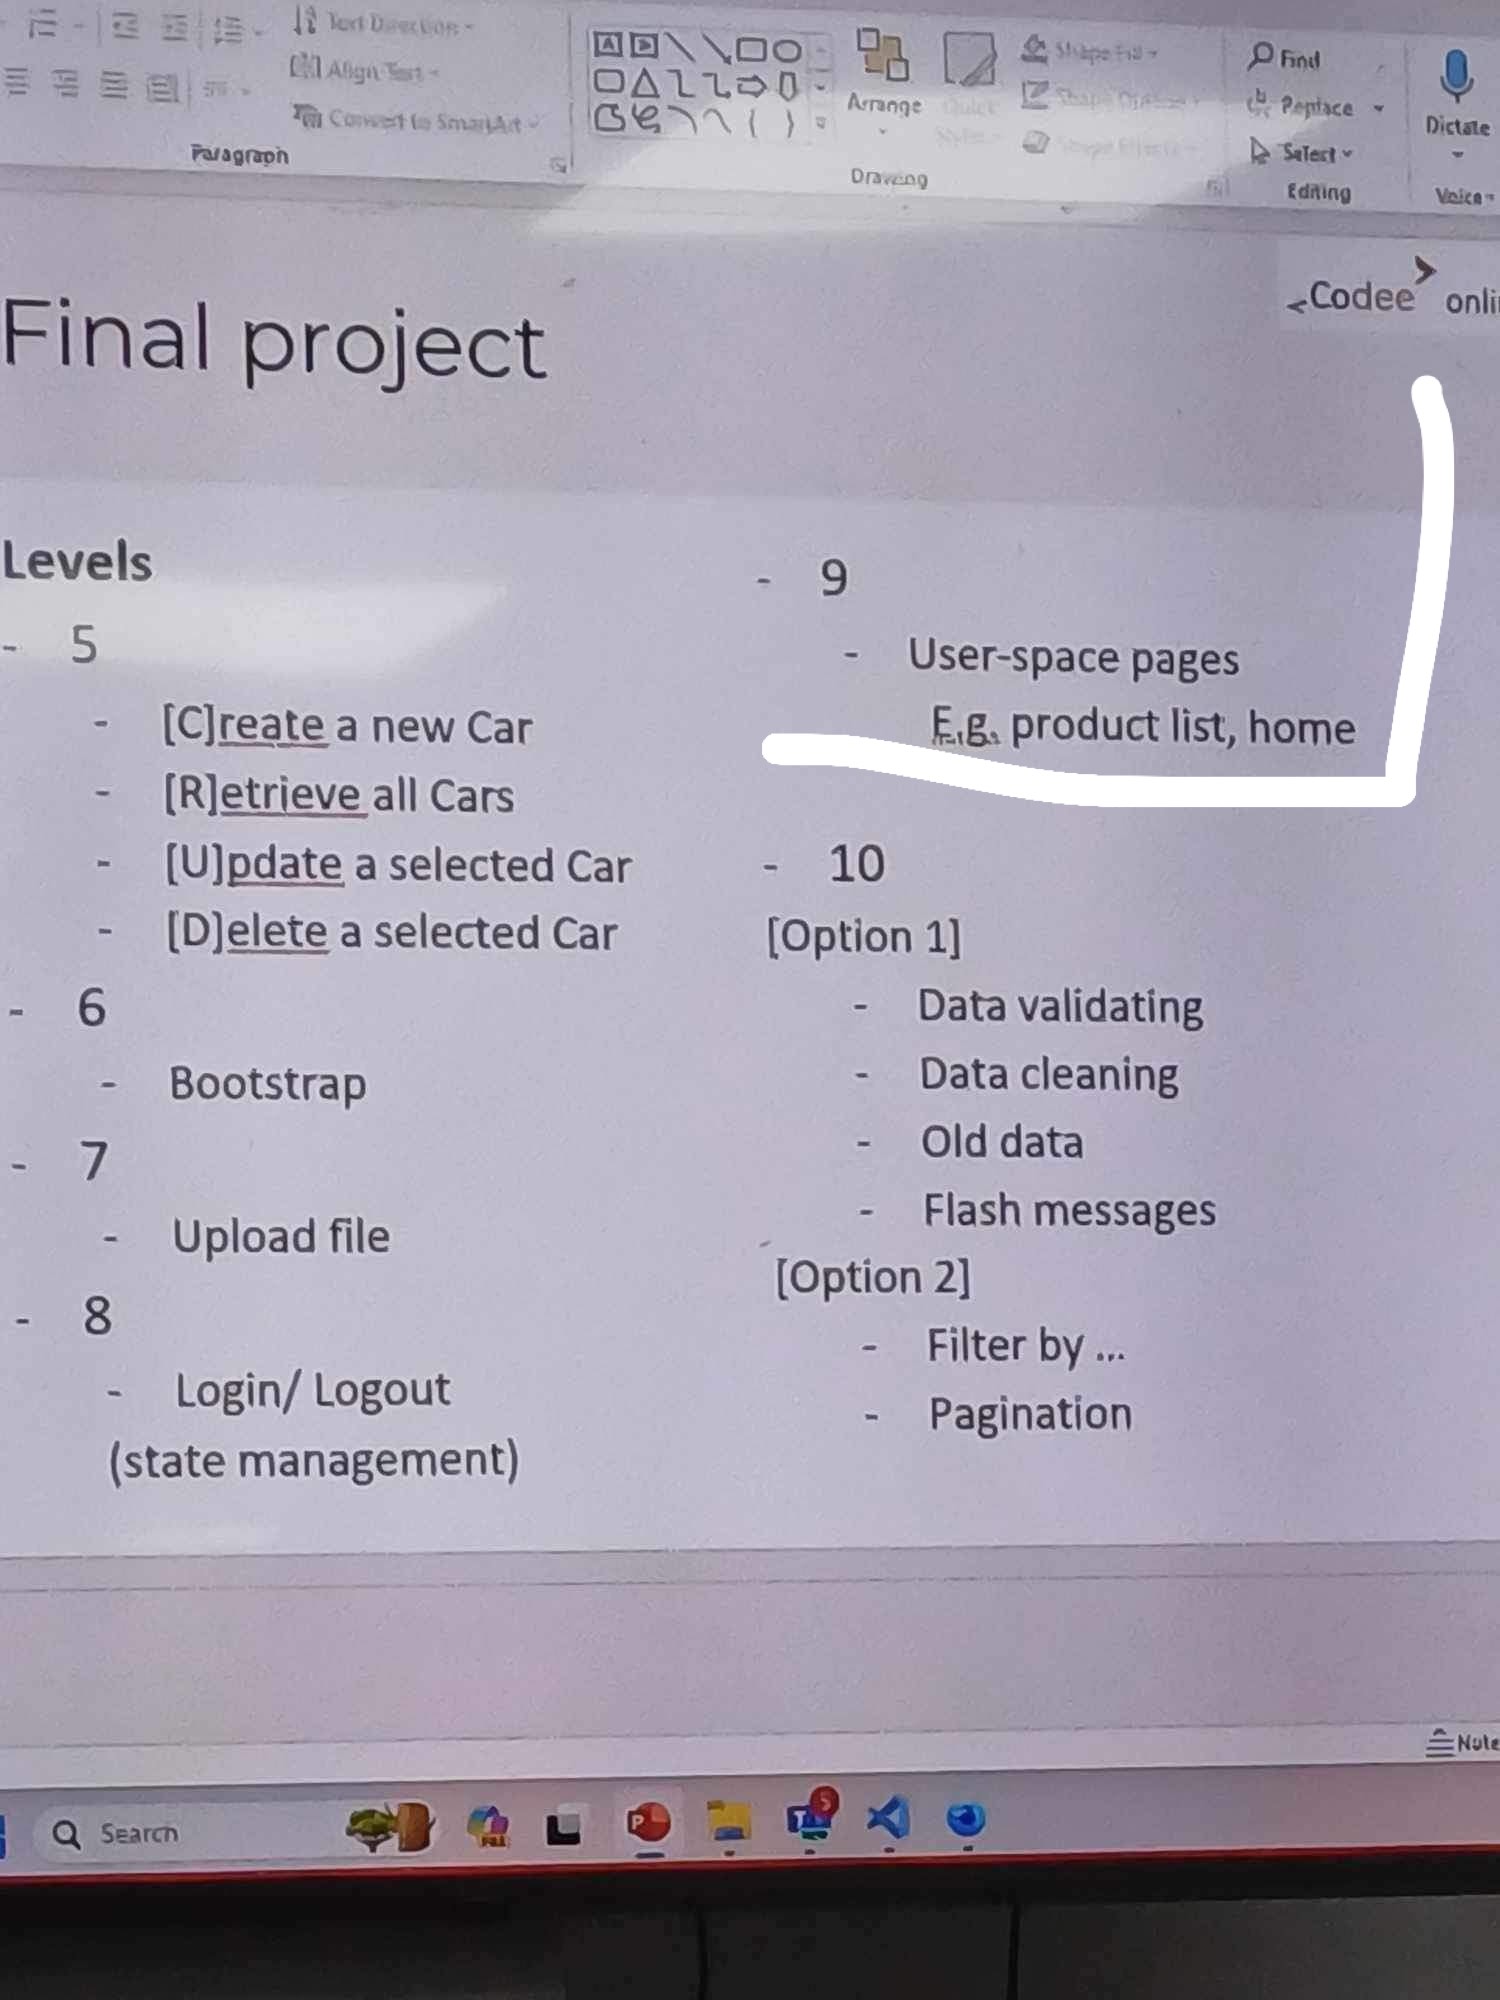 Text Direction
Align Text
Convert to SmartArt
Paragraph
Arrange
Quick
Styles
Shape Fill
Shape Outline
Shape Effects
Drawing
Find
Replace
Select
Editing
Dictate
Voice
Final project
Codee
Levels
- 5
- [C]reate a new Car
- [R]etrieve all Cars
- [U]pdate a selected Car
- [D]elete a selected Car
- 6
- Bootstrap
- 7
- Upload file
- 8
- Login/ Logout
(state management)
- 9
- User-space pages
E.g. product list, home
- 10
[Option 1]
- Data validating
- Data cleaning
- Old data
- Flash messages
[Option 2]
- Filter by ...
- Pagination
Search